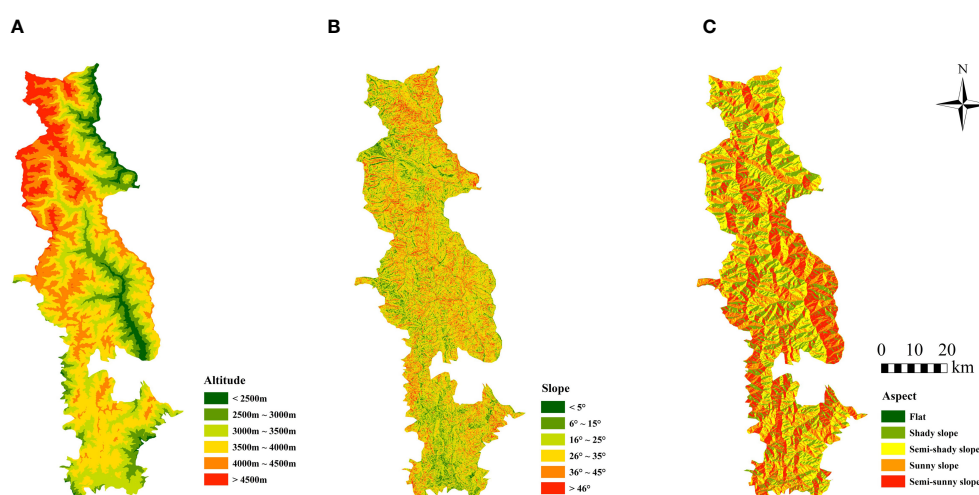 A
B
C
N
0 10 20
km
Altitude
< 2500m
2500m ~ 3000m
3000m ~ 3500m
3500m ~ 4000m
4000m ~ 4500m
> 4500m
Slope
< 5°
6° ~ 15°
16° ~ 25°
26° ~ 35°
36° ~ 45°
> 46°
Aspect
Flat
Shady slope
Semi-shady slope
Sunny slope
Semi-sunny slope